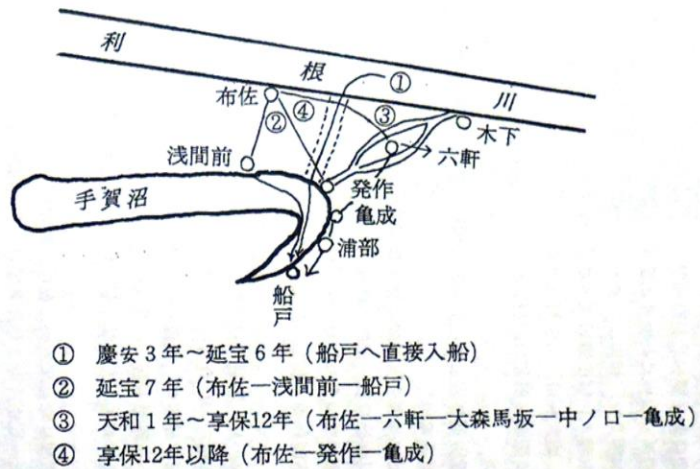 利根川
①
布佐
④
③
②
木下
六軒
浅間前
発作
手賀沼
亀成
浦部
船戸
① 慶安3年〜延宝6年（船戸へ直接入船）
② 延宝7年（布佐—浅間前—船戸）
③ 天和1年〜享保12年（布佐—六軒—大森馬坂—中ノ口—亀成）
④ 享保12年以降（布佐—発作—亀成）